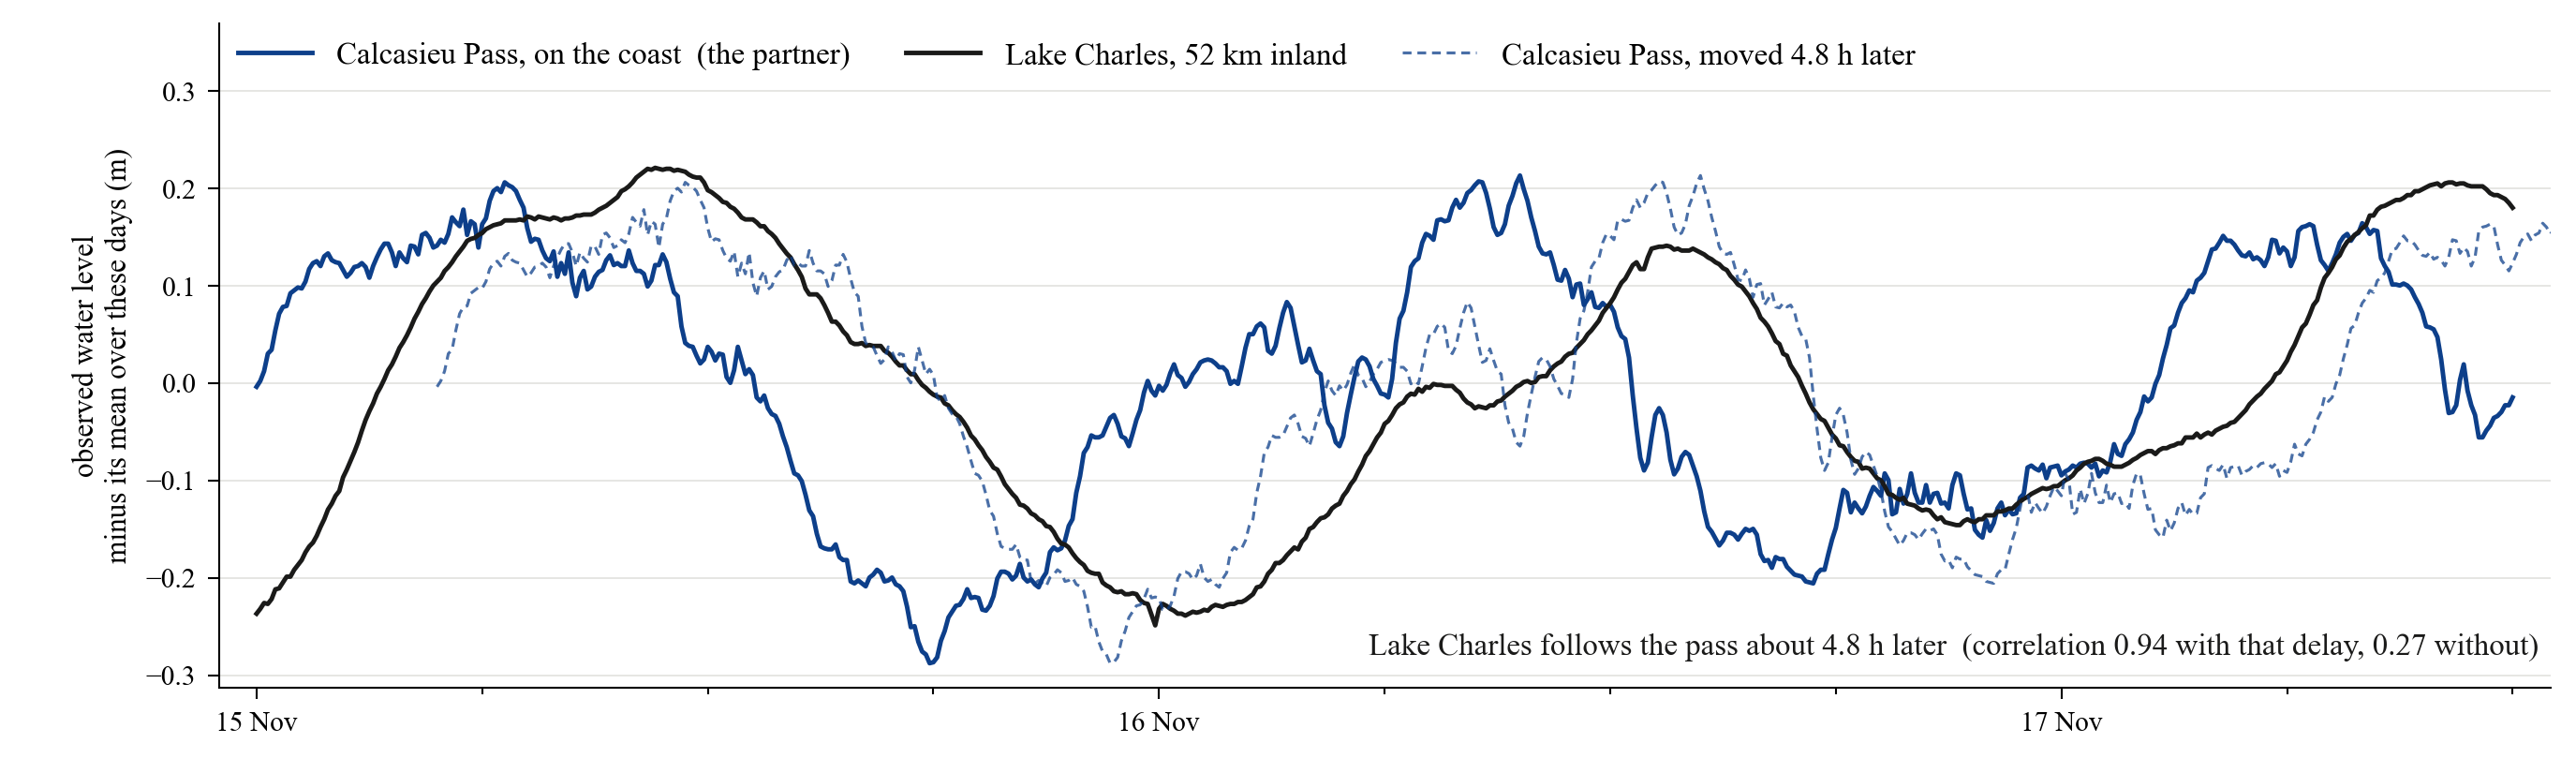 Calcasieu Pass, on the coast  (the partner)
Lake Charles, 52 km inland
Calcasieu Pass, moved 4.8 h later
observed water level
minus its mean over these days (m)
0.3
0.2
0.1
0.0
−0.1
−0.2
−0.3
Lake Charles follows the pass about 4.8 h later  (correlation 0.94 with that delay, 0.27 without)
15 Nov
16 Nov
17 Nov